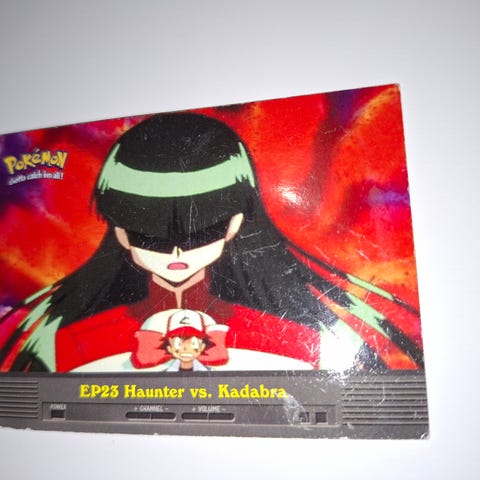 POKéMON
Gotta catch 'em all!
EP23 Haunter vs. Kadabra
POWER
+ CHANNEL - + VOLUME -